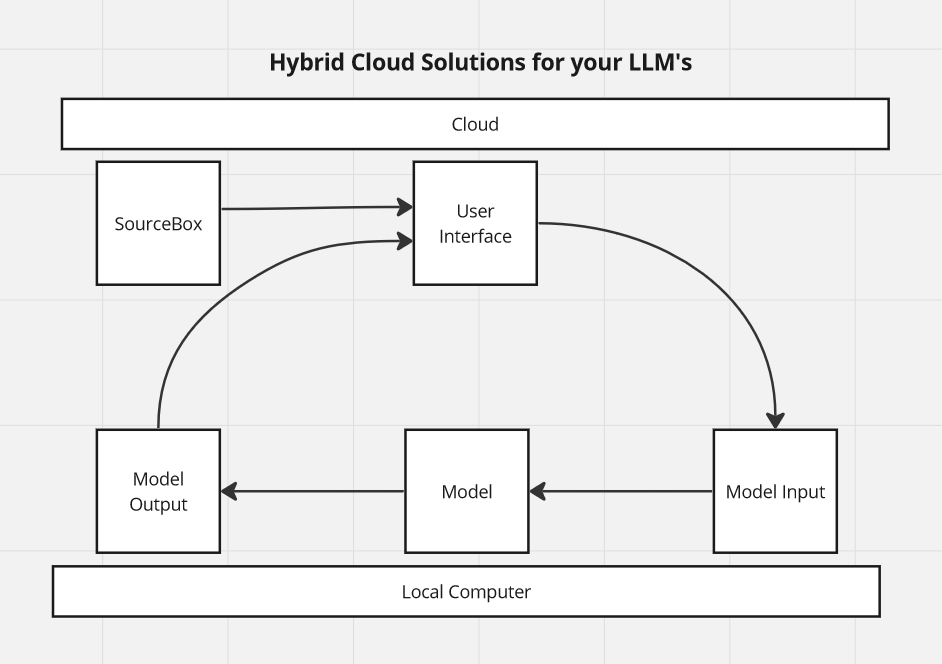 Hybrid Cloud Solutions for your LLM's
Cloud
SourceBox
User
Interface
Model
Output
Model
Model Input
Local Computer